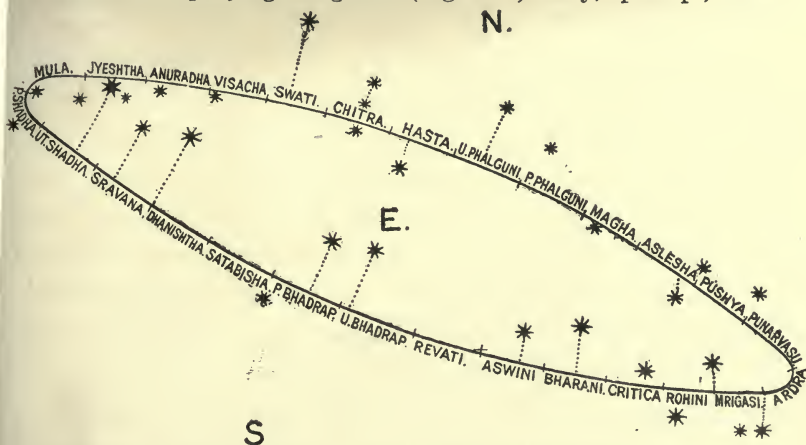 N.
MULA. JYESHTHA. ANURADHA. VISACHA. SWATI. CHITRA. HASTA. U.PHALGUNI. P.PHALGUNI. MAGHA. ASLESHA. PUSHYA. PUNARVASU. ARDRA
E.
P.SHADHA. UT.SHADHA. SRAVANA. DHANISHTHA. SATABISHA. P.BHADRAP. U.BHADRAP. REVATI. ASWINI BHARANI. CRITICA ROHINI MRIGASI.
S